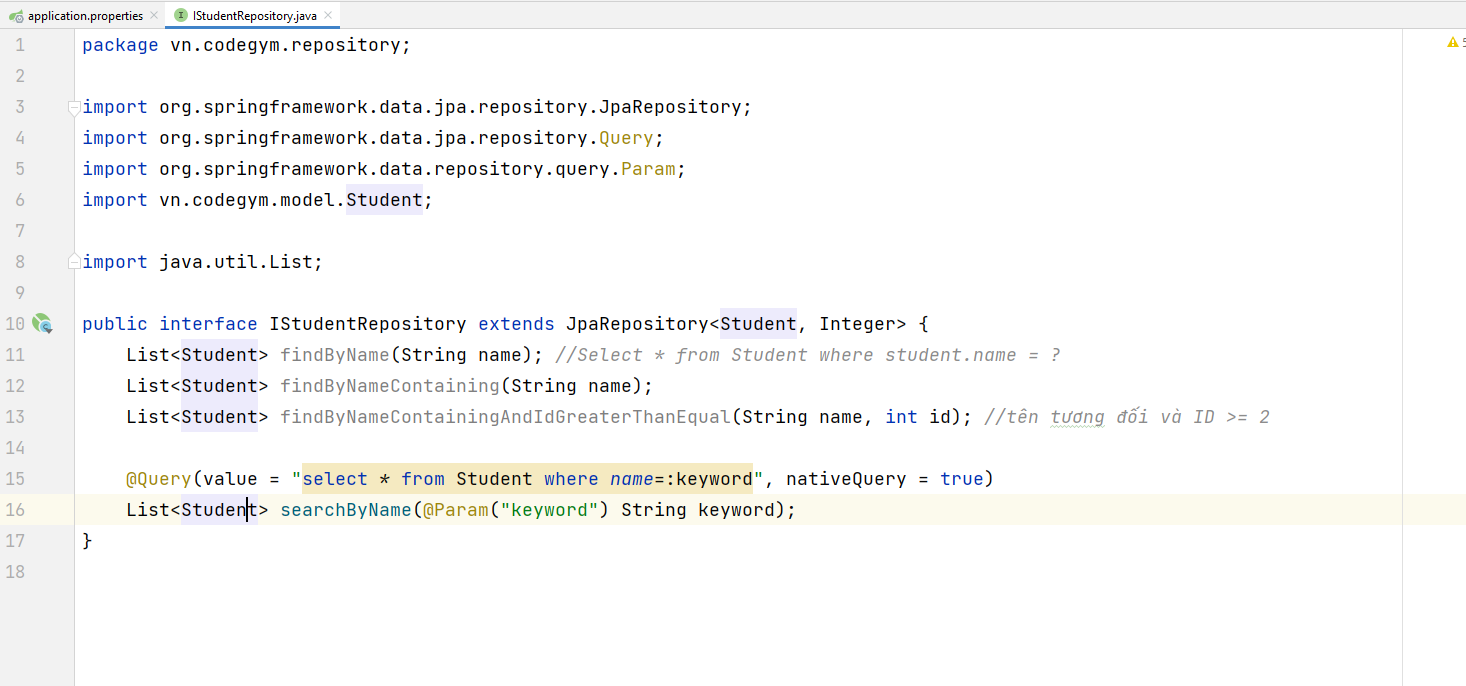 application.properties
IStudentRepository.java
1 package vn.codegym.repository;
2
3 import org.springframework.data.jpa.repository.JpaRepository;
4 import org.springframework.data.jpa.repository.Query;
5 import org.springframework.data.repository.query.Param;
6 import vn.codegym.model.Student;
7
8 import java.util.List;
9
10 public interface IStudentRepository extends JpaRepository<Student, Integer> {
11 List<Student> findByName(String name); //Select * from Student where student.name = ?
12 List<Student> findByNameContaining(String name);
13 List<Student> findByNameContainingAndIdGreaterThanEqual(String name, int id); //tên tương đối và ID >= 2
14
15 @Query(value = "select * from Student where name=:keyword", nativeQuery = true)
16 List<Student> searchByName(@Param("keyword") String keyword);
17 }
18